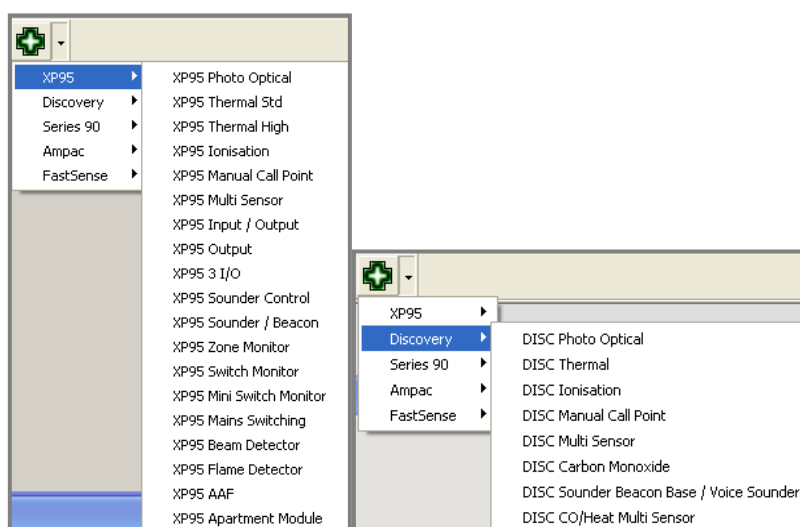 XP95
Discovery
Series 90
Ampac
FastSense
XP95 Photo Optical
XP95 Thermal Std
XP95 Thermal High
XP95 Ionisation
XP95 Manual Call Point
XP95 Multi Sensor
XP95 Input / Output
XP95 Output
XP95 3 I/O
XP95 Sounder Control
XP95 Sounder / Beacon
XP95 Zone Monitor
XP95 Switch Monitor
XP95 Mini Switch Monitor
XP95 Mains Switching
XP95 Beam Detector
XP95 Flame Detector
XP95 AAF
XP95 Apartment Module
XP95
Discovery
Series 90
Ampac
FastSense
DISC Photo Optical
DISC Thermal
DISC Ionisation
DISC Manual Call Point
DISC Multi Sensor
DISC Carbon Monoxide
DISC Sounder Beacon Base / Voice Sounder
DISC CO/Heat Multi Sensor